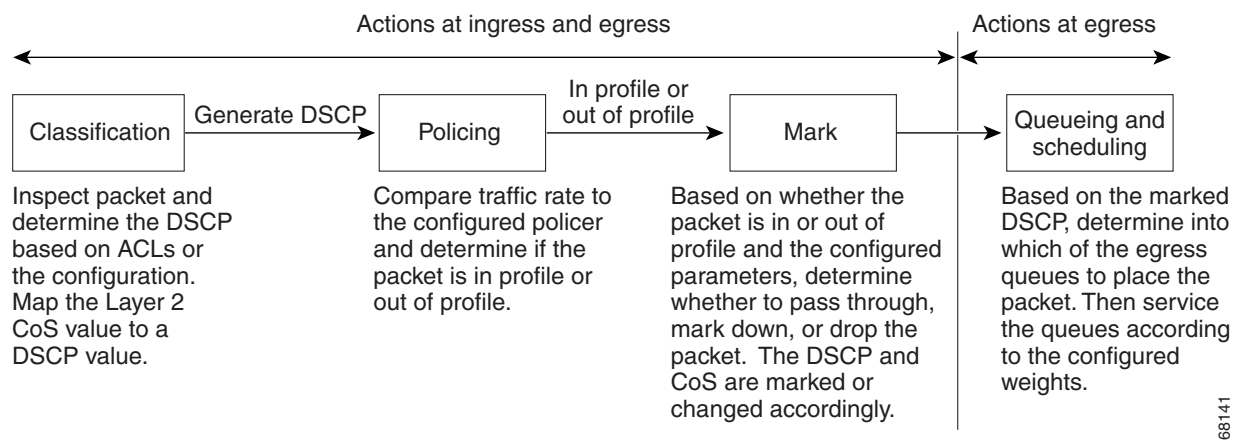 Actions at ingress and egress
Actions at egress
Classification
Generate DSCP
Policing
In profile or
out of profile
Mark
Queueing and
scheduling
Inspect packet and
determine the DSCP
based on ACLs or
the configuration.
Map the Layer 2
CoS value to a
DSCP value.
Compare traffic rate to
the configured policer
and determine if the
packet is in profile or
out of profile.
Based on whether the
packet is in or out of
profile and the configured
parameters, determine
whether to pass through,
mark down, or drop the
packet. The DSCP and
CoS are marked or
changed accordingly.
Based on the marked
DSCP, determine into
which of the egress
queues to place the
packet. Then service
the queues according
to the configured
weights.
68141